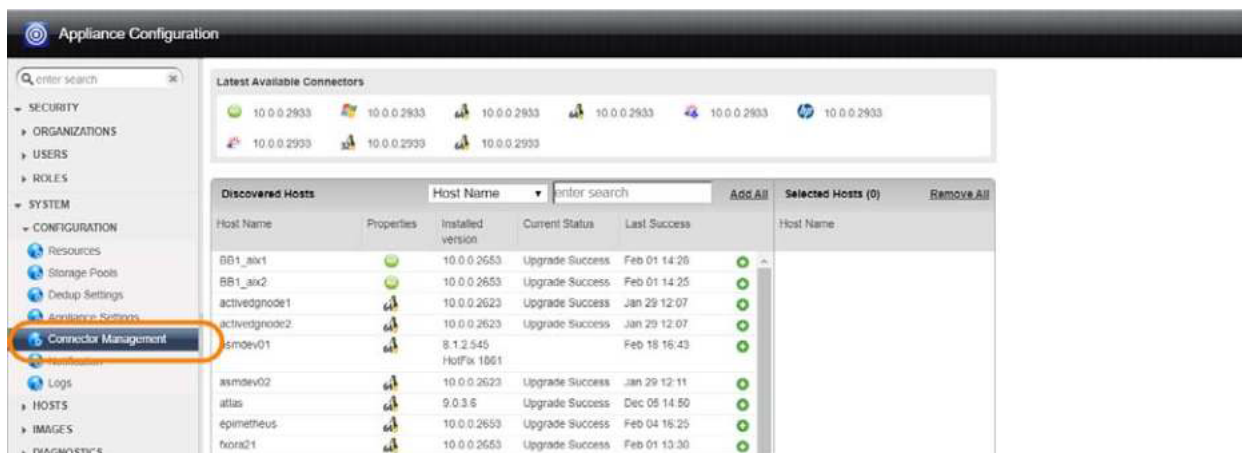 Appliance Configuration
enter search
SECURITY
ORGANIZATIONS
USERS
ROLES
SYSTEM
CONFIGURATION
Resources
Storage Pools
Dedup Settings
Appliance Settings
Connector Management
Notification
Logs
HOSTS
IMAGES
DIAGNOSTICS
Latest Available Connectors
10.0.0.2933 10.0.0.2933 10.0.0.2933 10.0.0.2933 10.0.0.2933 10.0.0.2933
10.0.0.2933 10.0.0.2933 10.0.0.2933
Discovered Hosts Host Name enter search Add All
Host Name Properties Installed version Current Status Last Success
BB1_aix1 10.0.0.2653 Upgrade Success Feb 01 14:26
BB1_aix2 10.0.0.2653 Upgrade Success Feb 01 14:25
activedgnode1 10.0.0.2623 Upgrade Success Jan 29 12:07
activedgnode2 10.0.0.2623 Upgrade Success Jan 29 12:07
asmdev01 8.1.2.545 Feb 18 16:43
HotFix 1861
asmdev02 10.0.0.2623 Upgrade Success Jan 29 12:11
atlas 9.0.3.6 Upgrade Success Dec 05 14:50
epimetheus 10.0.0.2653 Upgrade Success Feb 04 16:25
fxora21 10.0.0.2653 Upgrade Success Feb 01 13:30
Selected Hosts (0) Remove All
Host Name